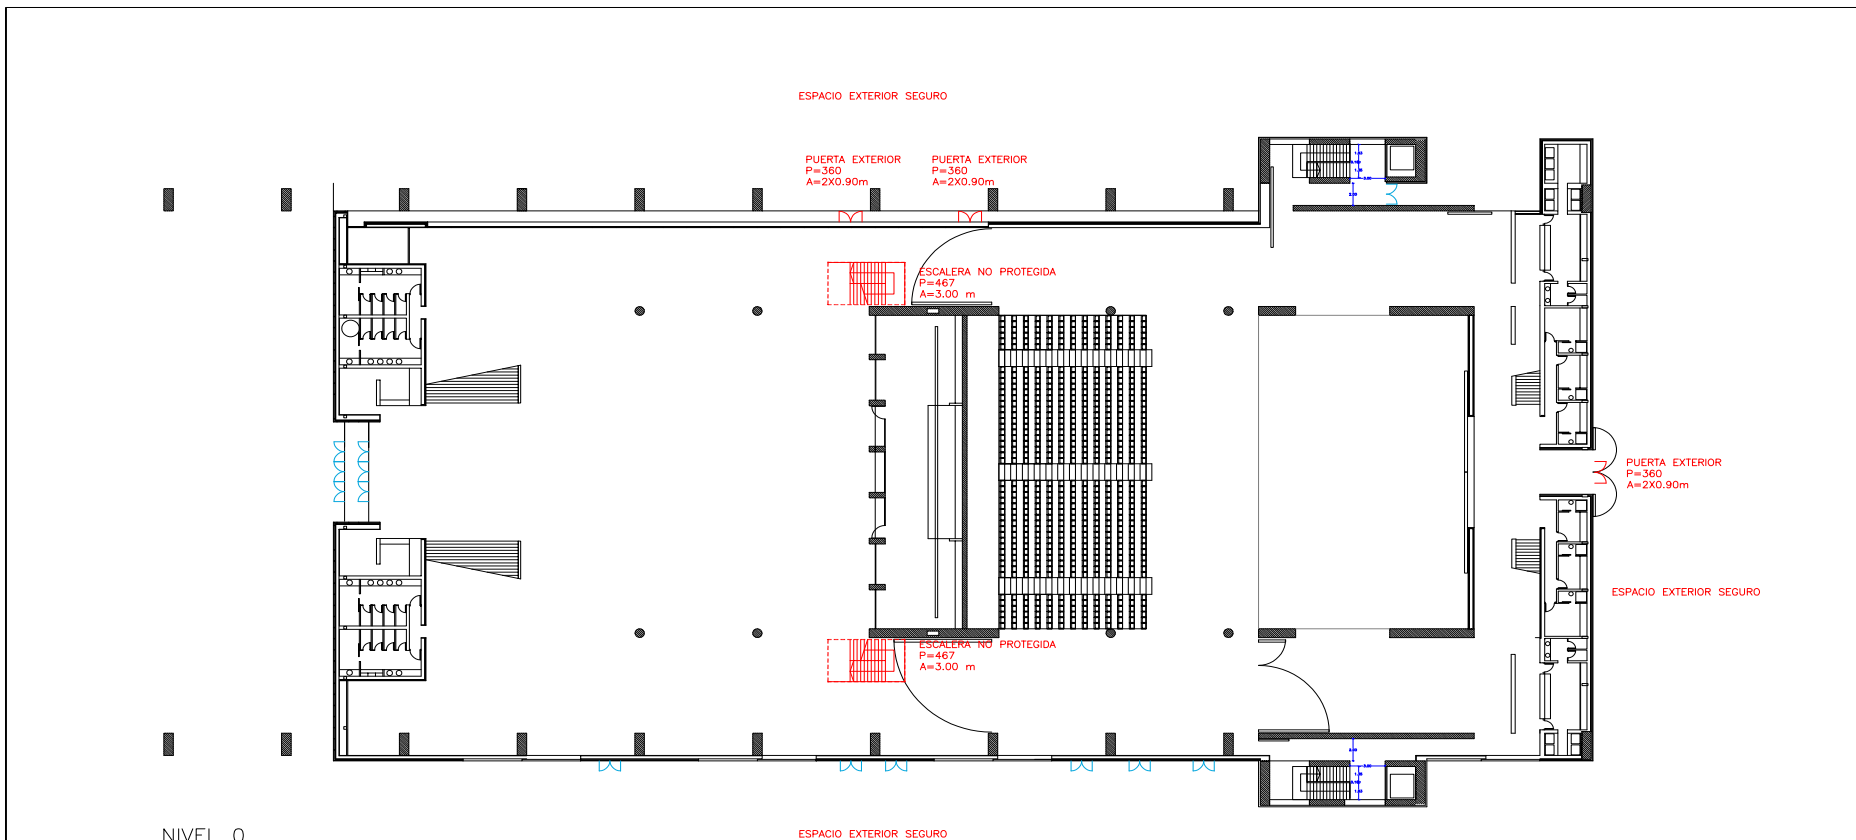 ESPACIO EXTERIOR SEGURO
PUERTA EXTERIOR
P=360
A=2X0.90m
PUERTA EXTERIOR
P=360
A=2X0.90m
ESCALERA NO PROTEGIDA
P=467
A=3.00 m
PUERTA EXTERIOR
P=360
A=2X0.90m
ESPACIO EXTERIOR SEGURO
ESCALERA NO PROTEGIDA
P=467
A=3.00 m
NIVEL 0
ESPACIO EXTERIOR SEGURO